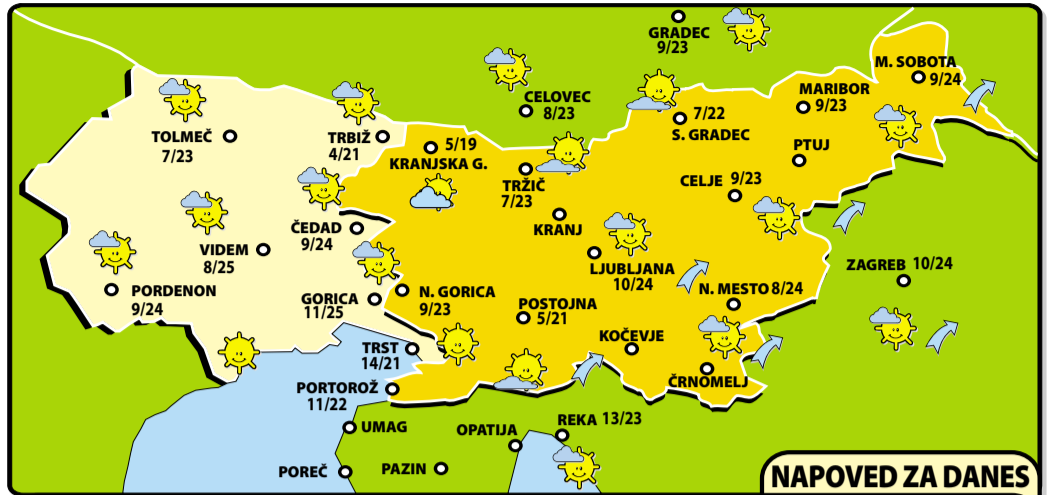 GRADEC
9/23
M. SOBOTA
9/24
MARIBOR
9/23
CELOVEC
8/23
7/22
S. GRADEC
TOLMEČ
7/23
TRBIŽ
4/21
5/19
KRANJSKA G.
PTUJ
TRŽIČ
7/23
CELJE 9/23
KRANJ
ČEDAD
9/24
VIDEM
8/25
LJUBLJANA
10/24
ZAGREB 10/24
PORDENON
9/24
GORICA
11/25
N. GORICA
9/23
N. MESTO 8/24
POSTOJNA
5/21
KOČEVJE
TRST
14/21
ČRNOMELJ
PORTOROŽ
11/22
UMAG
OPATIJA
REKA 13/23
POREČ
PAZIN
NAPOVED ZA DANES